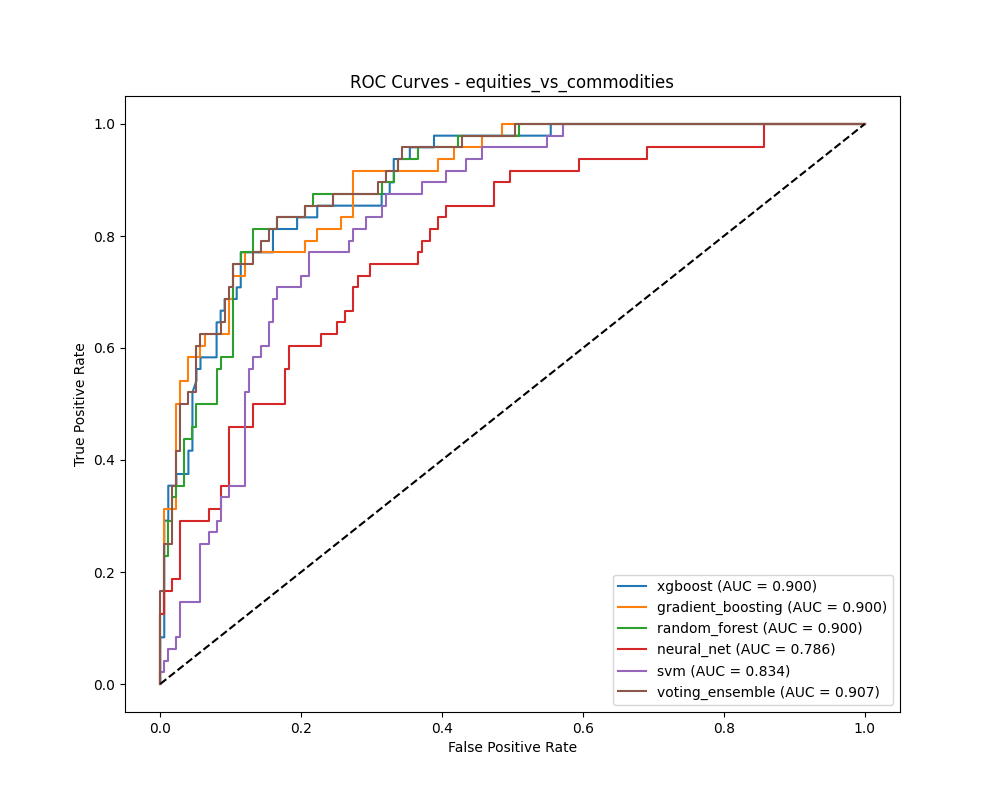 ROC Curves - equities_vs_commodities
1.0
0.8
0.6
0.4
0.2
0.0
True Positive Rate
0.0 0.2 0.4 0.6 0.8 1.0
False Positive Rate
xgboost (AUC = 0.900)
gradient_boosting (AUC = 0.900)
random_forest (AUC = 0.900)
neural_net (AUC = 0.786)
svm (AUC = 0.834)
voting_ensemble (AUC = 0.907)